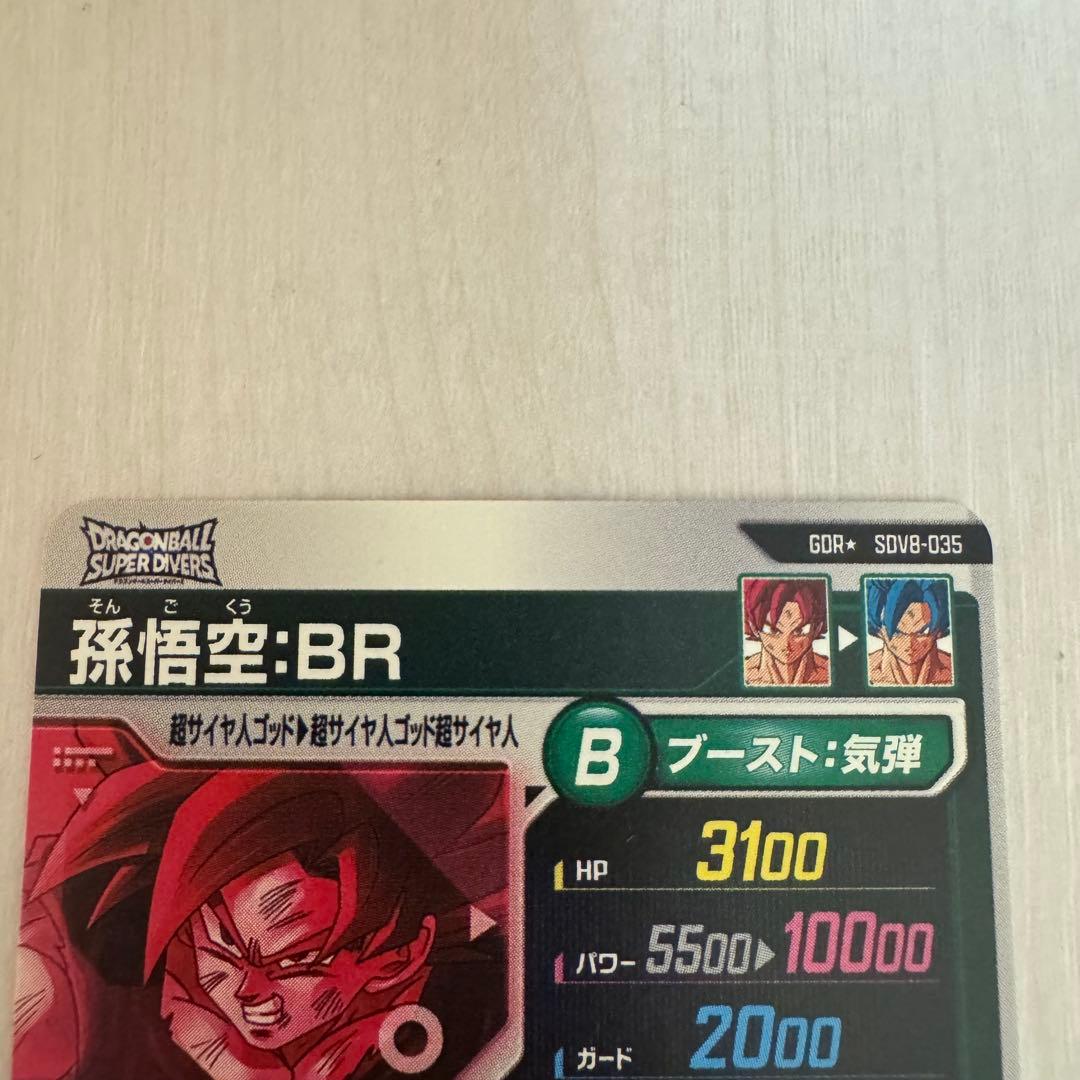 DRAGONBALL
SUPER DIVERS
GDR★ SDV8-035
そん ご くう
孫悟空:BR
超サイヤ人ゴッド▶超サイヤ人ゴッド超サイヤ人
B ブースト:気弾
HP 3100
パワー 5500▶10000
ガード 2000